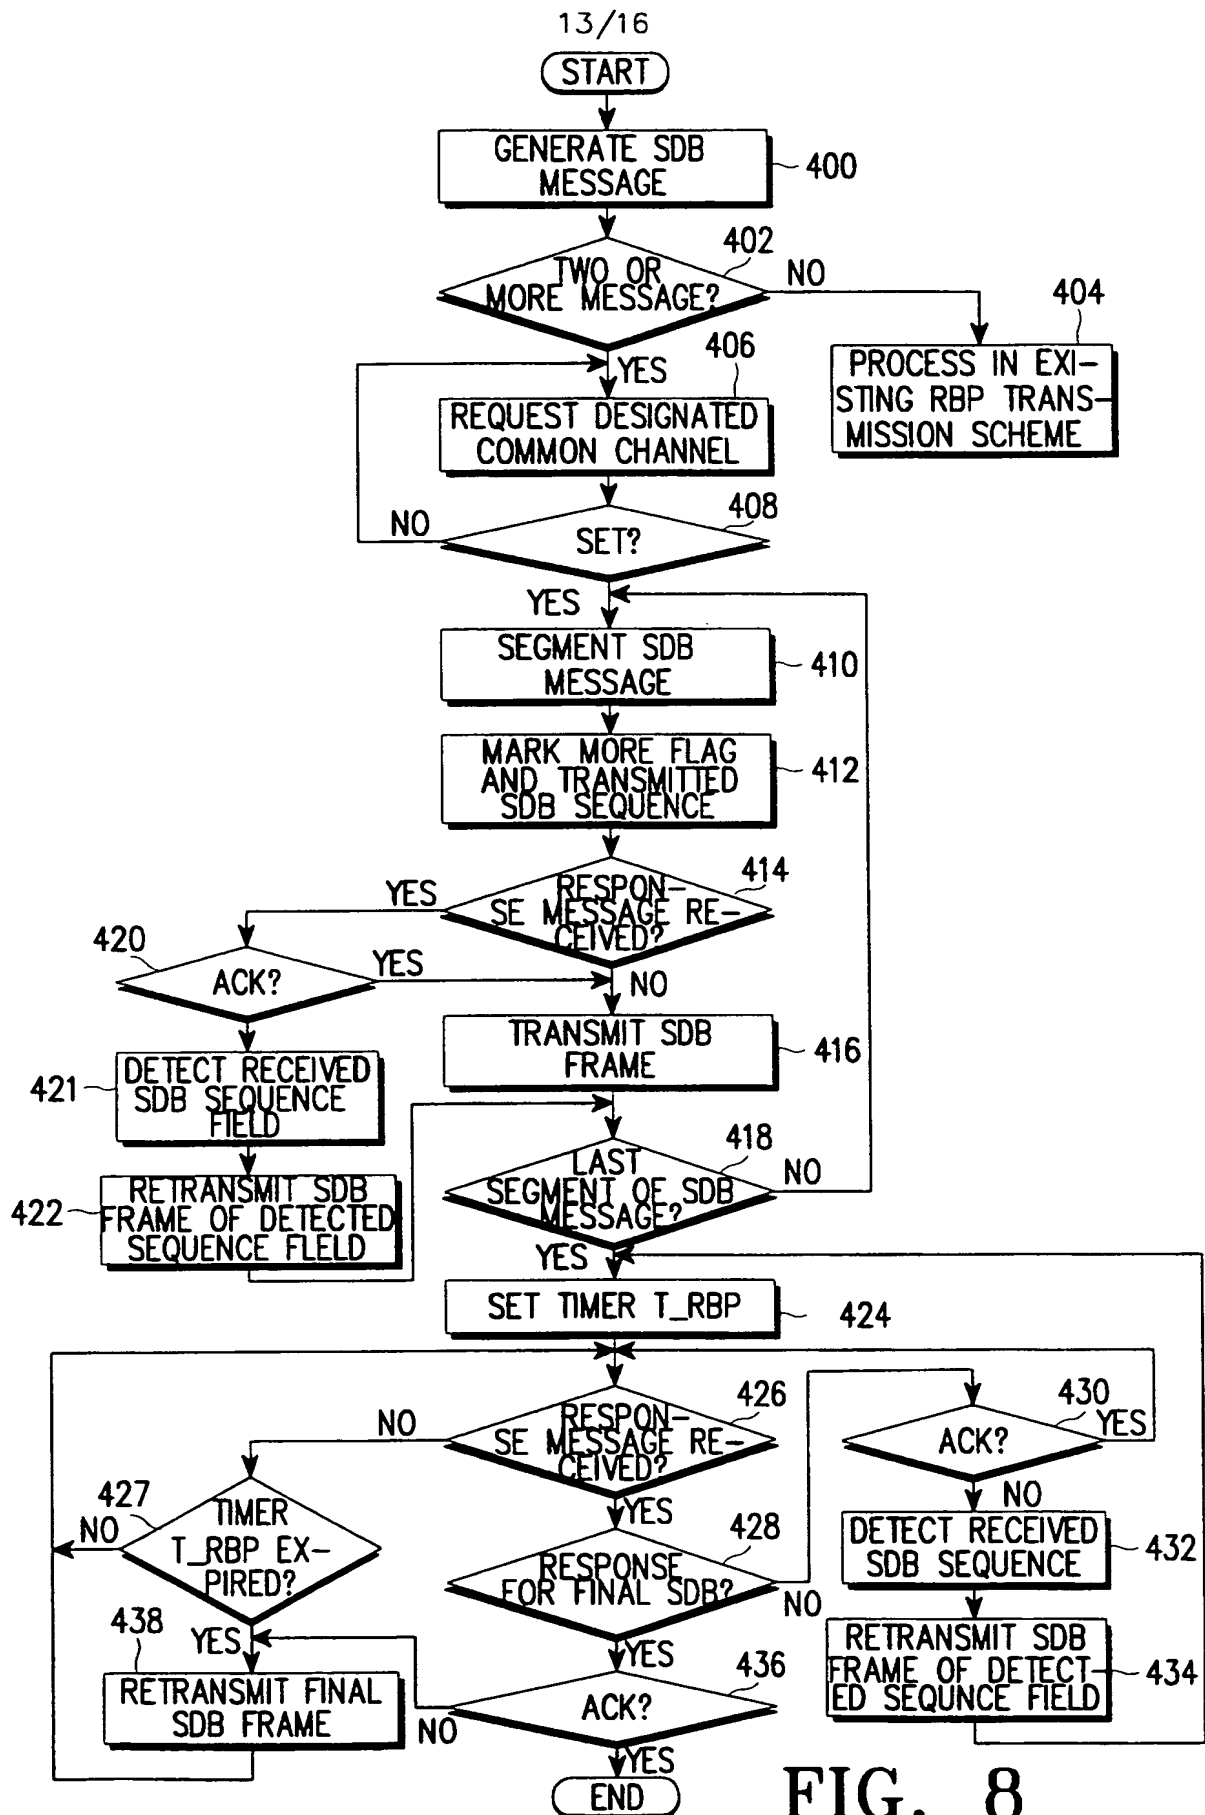 13/16
START
GENERATE SDB
MESSAGE
400
402
TWO OR
MORE MESSAGE?
NO
404
PROCESS IN EXI-
STING RBP TRANS-
MISSION SCHEME
YES
406
REQUEST DESIGNATED
COMMON CHANNEL
408
NO
SET?
YES
SEGMENT SDB
MESSAGE
410
MARK MORE FLAG
AND TRANSMITTED
SDB SEQUENCE
412
414
YES
RESPON-
SE MESSAGE RE-
CEIVED?
420
ACK?
YES
NO
TRANSMIT SDB
FRAME
416
421
DETECT RECEIVED
SDB SEQUENCE
FIELD
418
LAST
SEGMENT OF SDB
MESSAGE?
NO
422
RETRANSMIT SDB
FRAME OF DETECTED
SEQUENCE FLELD
YES
SET TIMER T_RBP
424
426
NO
RESPON-
SE MESSAGE RE-
CEIVED?
430
ACK?
YES
427
NO
TIMER
T_RBP EX-
PIRED?
YES
428
RESPONSE
FOR FINAL SDB?
NO
NO
DETECT RECEIVED
SDB SEQUENCE
432
438
YES
RETRANSMIT FINAL
SDB FRAME
YES
436
ACK?
NO
RETRANSMIT SDB
FRAME OF DETECT-
ED SEQUNCE FIELD
434
YES
END
FIG. 8